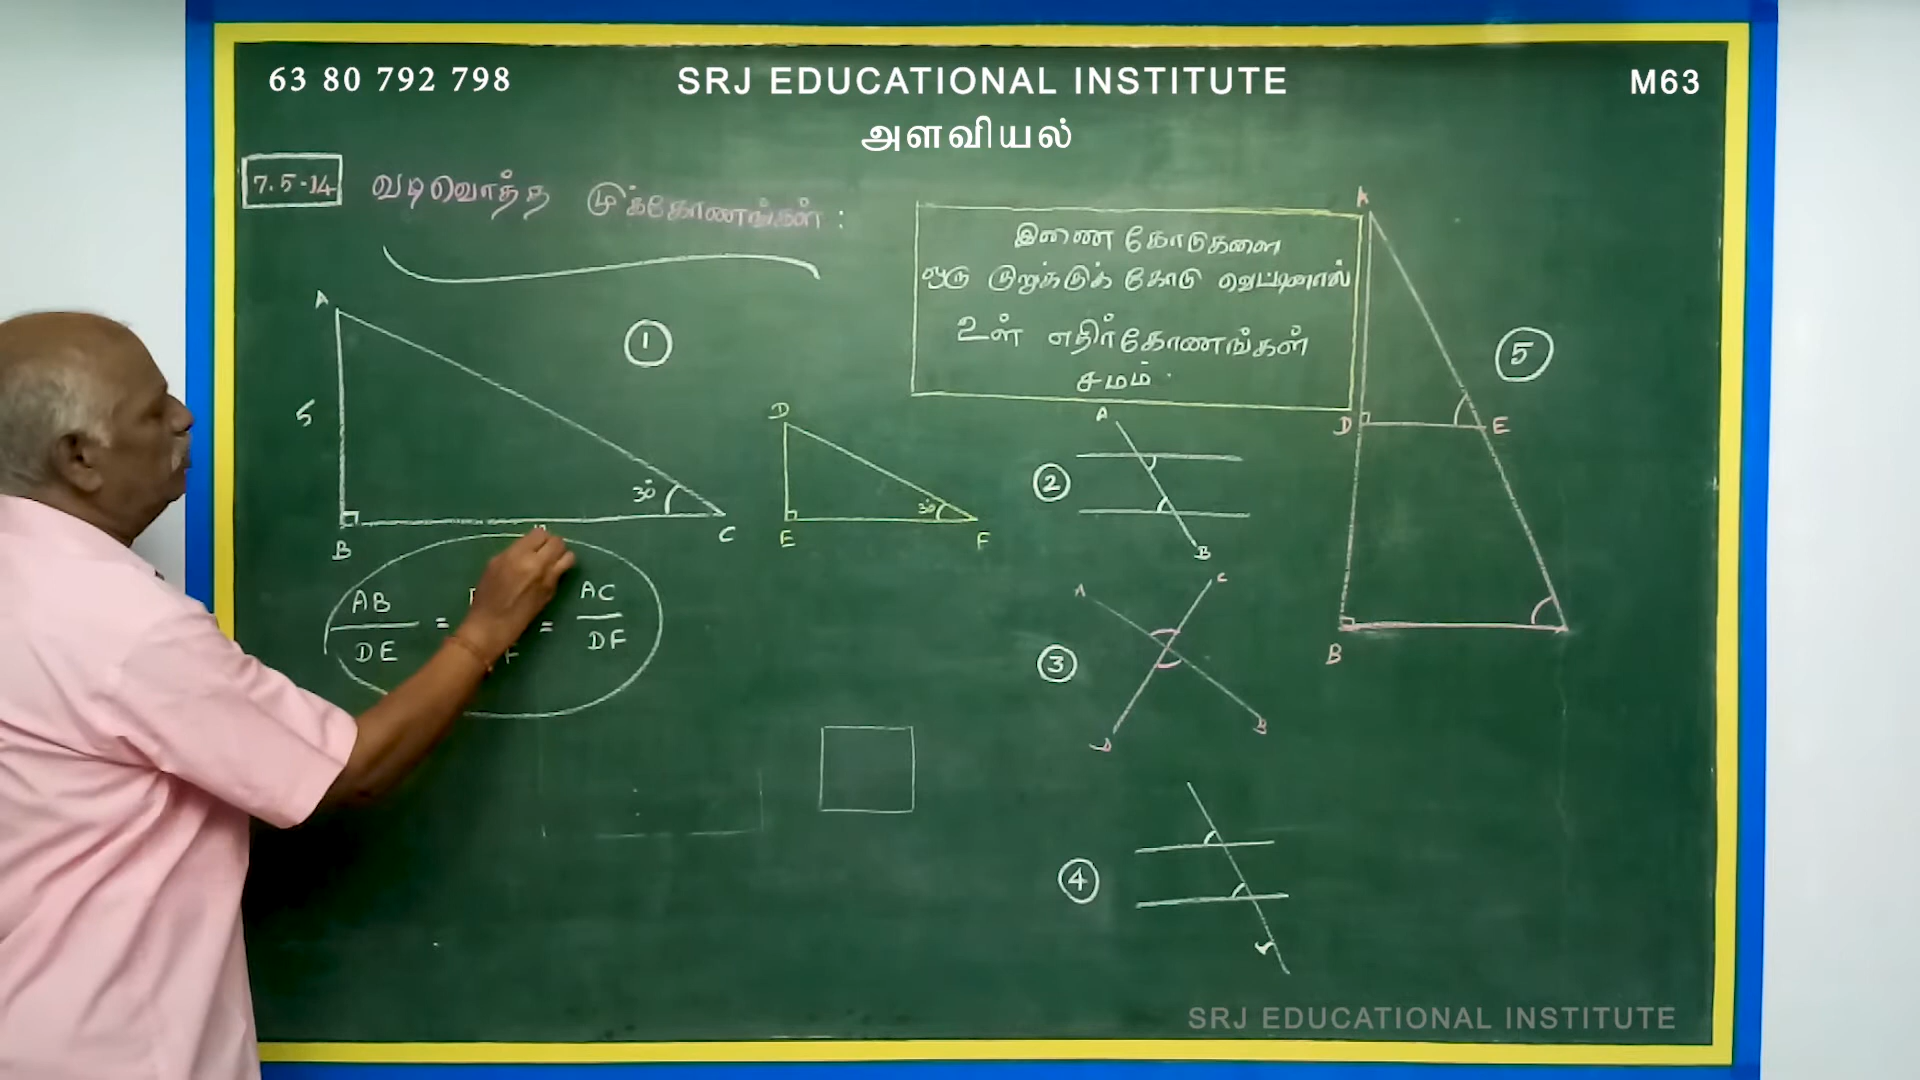 63 80 792 798
SRJ EDUCATIONAL INSTITUTE
M63
அளவியல்
7.5-14
வடிவொத்த முக்கோணங்கள் :
இணை கோடுகளை
ஒரு குறுக்குக் கோடு வெட்டினால்
உள் எதிர்கோணங்கள்
சமம்.
A
5
B
C
30°
1
D
E
F
30°
AB
DE
=
=
AC
DF
2
A
B
3
A
C
D
B
4
5
A
D
E
B
SRJ EDUCATIONAL INSTITUTE